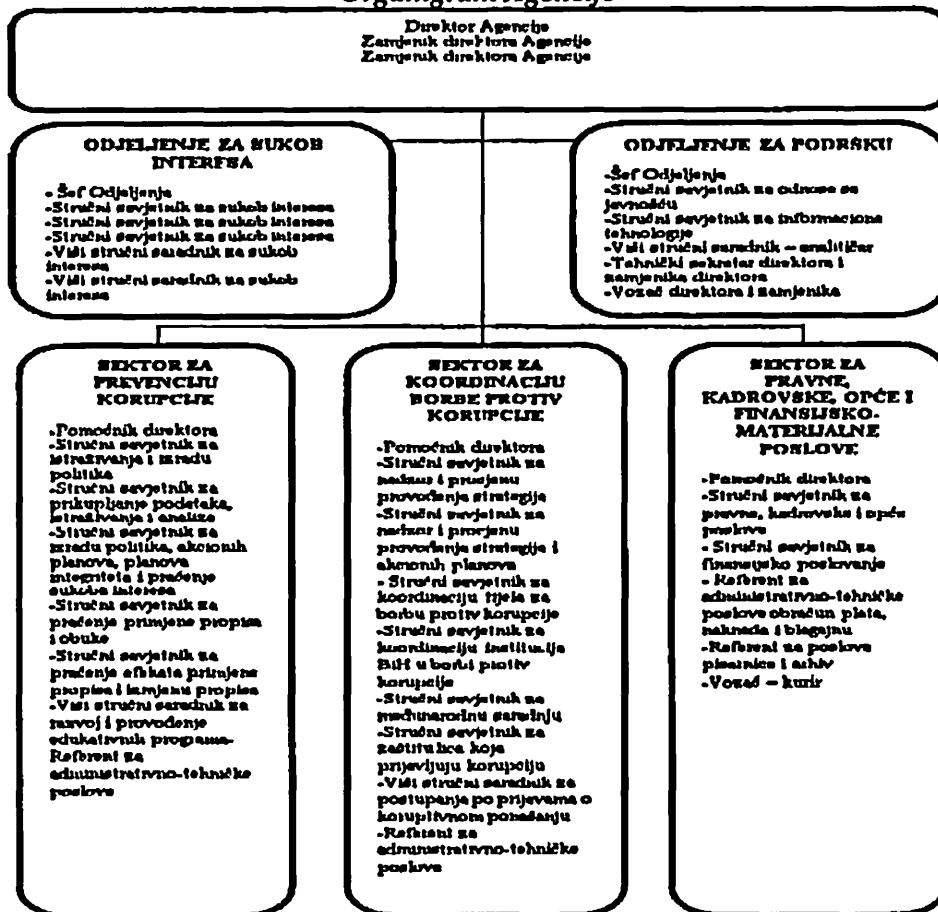 Organigram Agencije
Direktor Agencije
Zamjenik direktora Agencije
Zamjenik direktora Agencije
ODJELJENJE ZA SUKOB
INTERESA
- Šef Odjeljenja
-Stručni savjetnik za sukob interesa
-Stručni savjetnik za sukob interesa
-Stručni savjetnik za sukob interesa
-Viši stručni saradnik za sukob
interesa
-Viši stručni saradnik za sukob
interesa
ODJELJENJE ZA PODRŠKU
-Šef Odjeljenja
-Stručni savjetnik za odnose sa
javnošću
-Stručni savjetnik za informacione
tehnologije
-Viši stručni saradnik – analitičar
-Tehnički sekretar direktora i
zamjenika direktora
-Vozač direktora i zamjenika
SEKTOR ZA
PREVENCIJU
KORUPCIJE
-Pomoćnik direktora
-Stručni savjetnik za
istraživanja i izradu
politika
-Stručni savjetnik za
prikupljanje podataka,
istraživanja i analize
-Stručni savjetnik za
izradu politika, akcionih
planova, planova
integriteta i praćenje
sukoba interesa
-Stručni savjetnik za
praćenje primjene propisa
i obuke
-Stručni savjetnik za
praćenje efekata primjene
propisa i izmjenu propisa
-Viši stručni saradnik za
razvoj i provođenje
edukativnih programa-
Referent za
administrativno-tehničke
poslove
SEKTOR ZA
KOORDINACIJU
BORBE PROTIV
KORUPCIJE
-Pomoćnik direktora
-Stručni savjetnik za
nadzor i procjenu
provođenja strategija
-Stručni savjetnik za
nadzor i procjenu
provođenja strategija i
akcionih planova
- Stručni savjetnik za
koordinaciju tijela za
borbu protiv korupcije
-Stručni savjetnik za
koordinaciju institucija
BiH u borbi protiv
korupcije
-Stručni savjetnik za
međunarodnu saradnju
-Stručni savjetnik za
zaštitu lica koja
prijavljuju korupciju
-Viši stručni saradnik za
postupanja po prijavama o
koruptivnom ponašanju
-Referent za
administrativno-tehničke
poslove
SEKTOR ZA
PRAVNE,
KADROVSKE, OPĆE I
FINANSIJSKO-
MATERIJALNE
POSLOVE
-Pomoćnik direktora
-Stručni savjetnik za
pravne, kadrovske i opće
poslove
- Stručni savjetnik za
finansijsko poslovanje
- Referent za
administrativno-tehničke
poslove obračun plata,
naknada i blagajnu
-Referent za poslove
pisarnice i arhiv
-Vozač – kurir